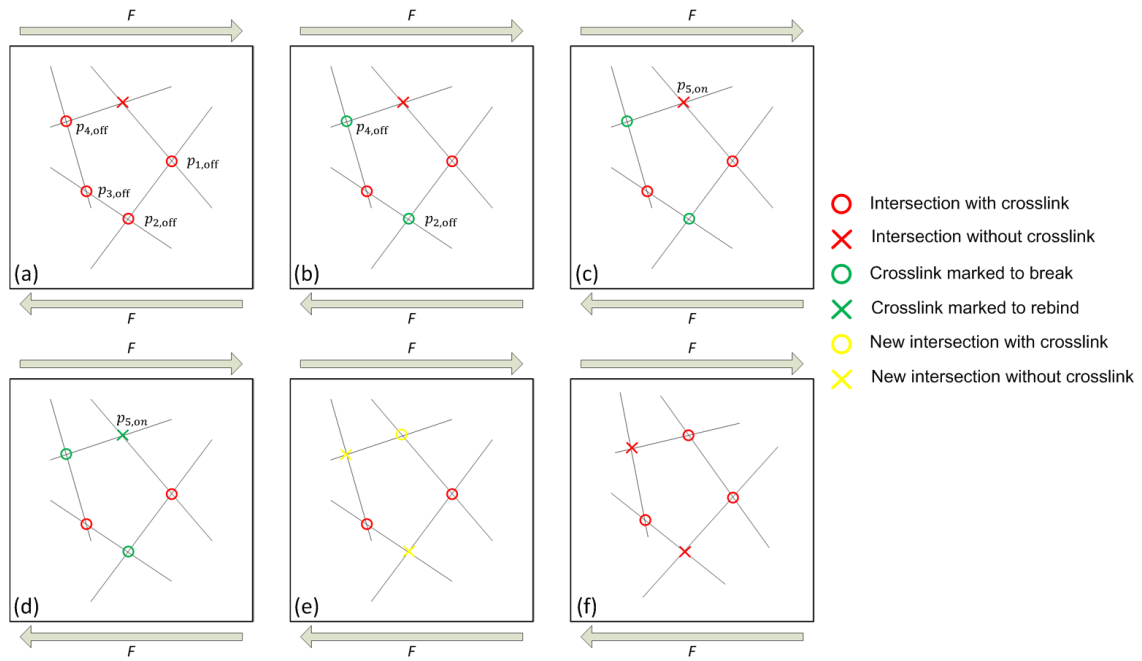 F
F
F
p4,off
p1,off
p3,off
p2,off
(a)
p4,off
p2,off
(b)
p5,on
(c)
F
F
F
Intersection with crosslink
Intersection without crosslink
Crosslink marked to break
Crosslink marked to rebind
New intersection with crosslink
New intersection without crosslink
F
F
F
p5,on
(d)
(e)
(f)
F
F
F